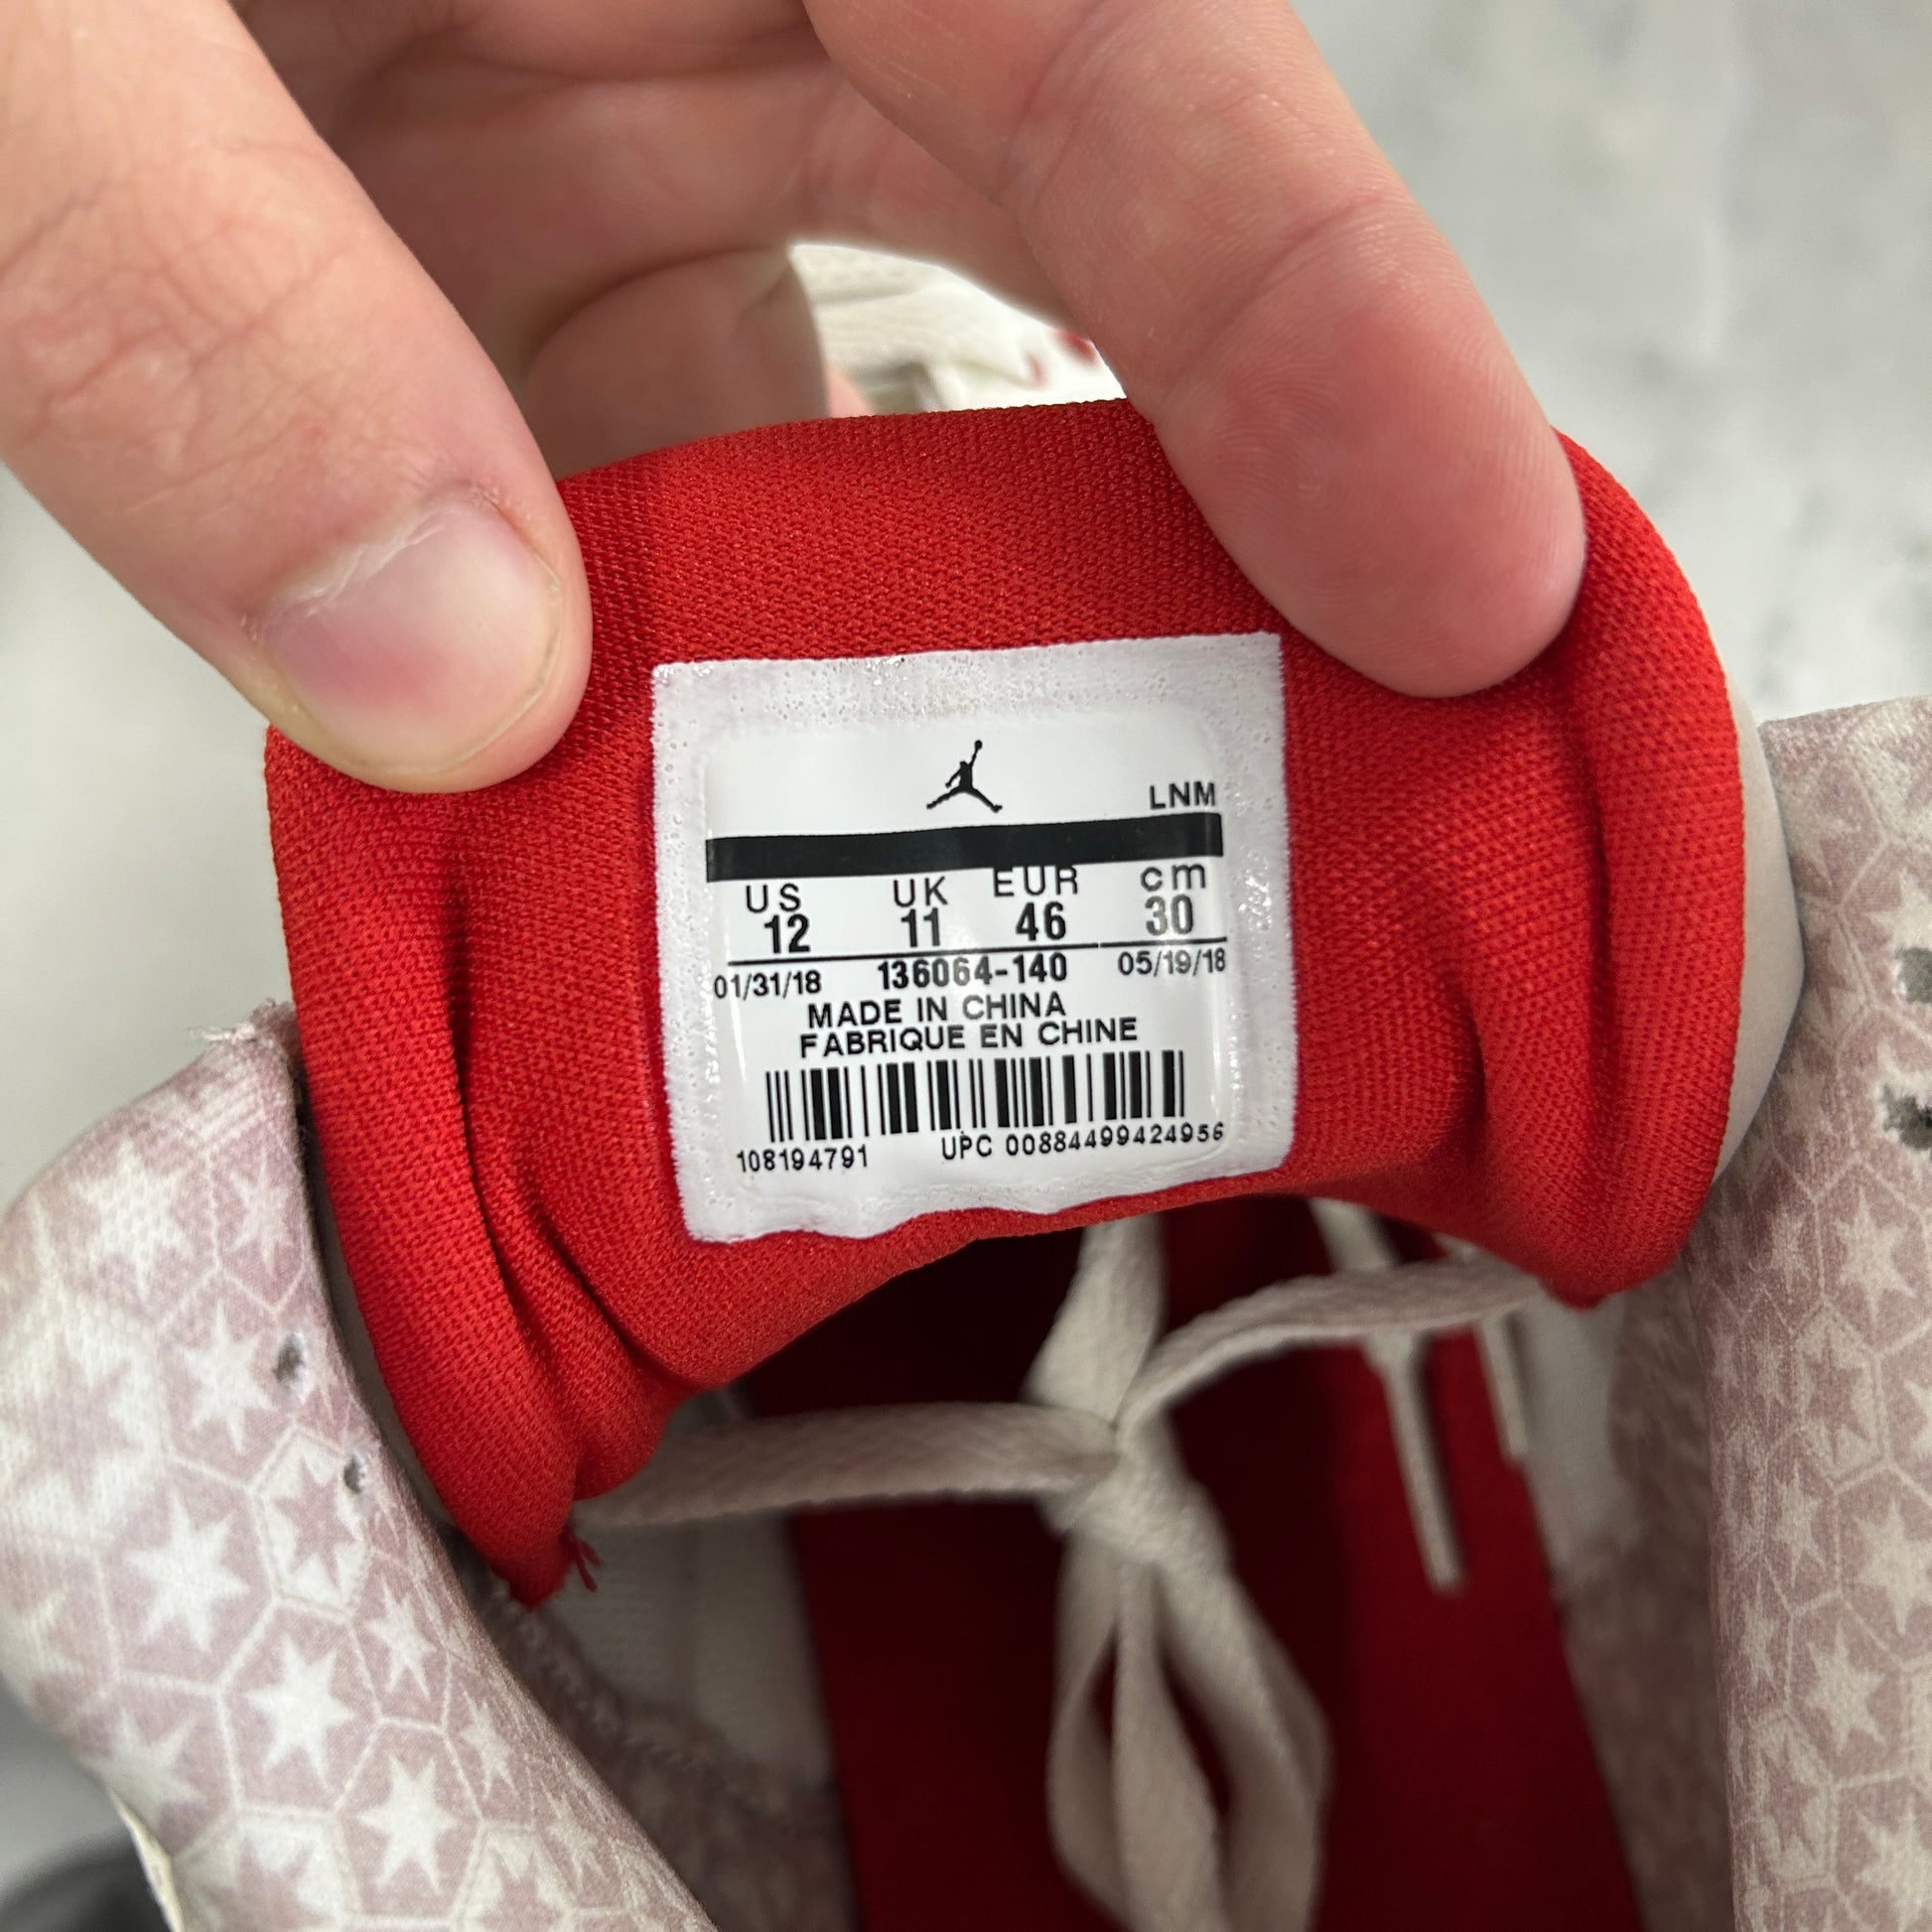 LNM
US UK EUR cm
12 11 46 30
01/31/18 136064-140 05/19/18
MADE IN CHINA
FABRIQUE EN CHINE
108194791 UPC 00884499424956